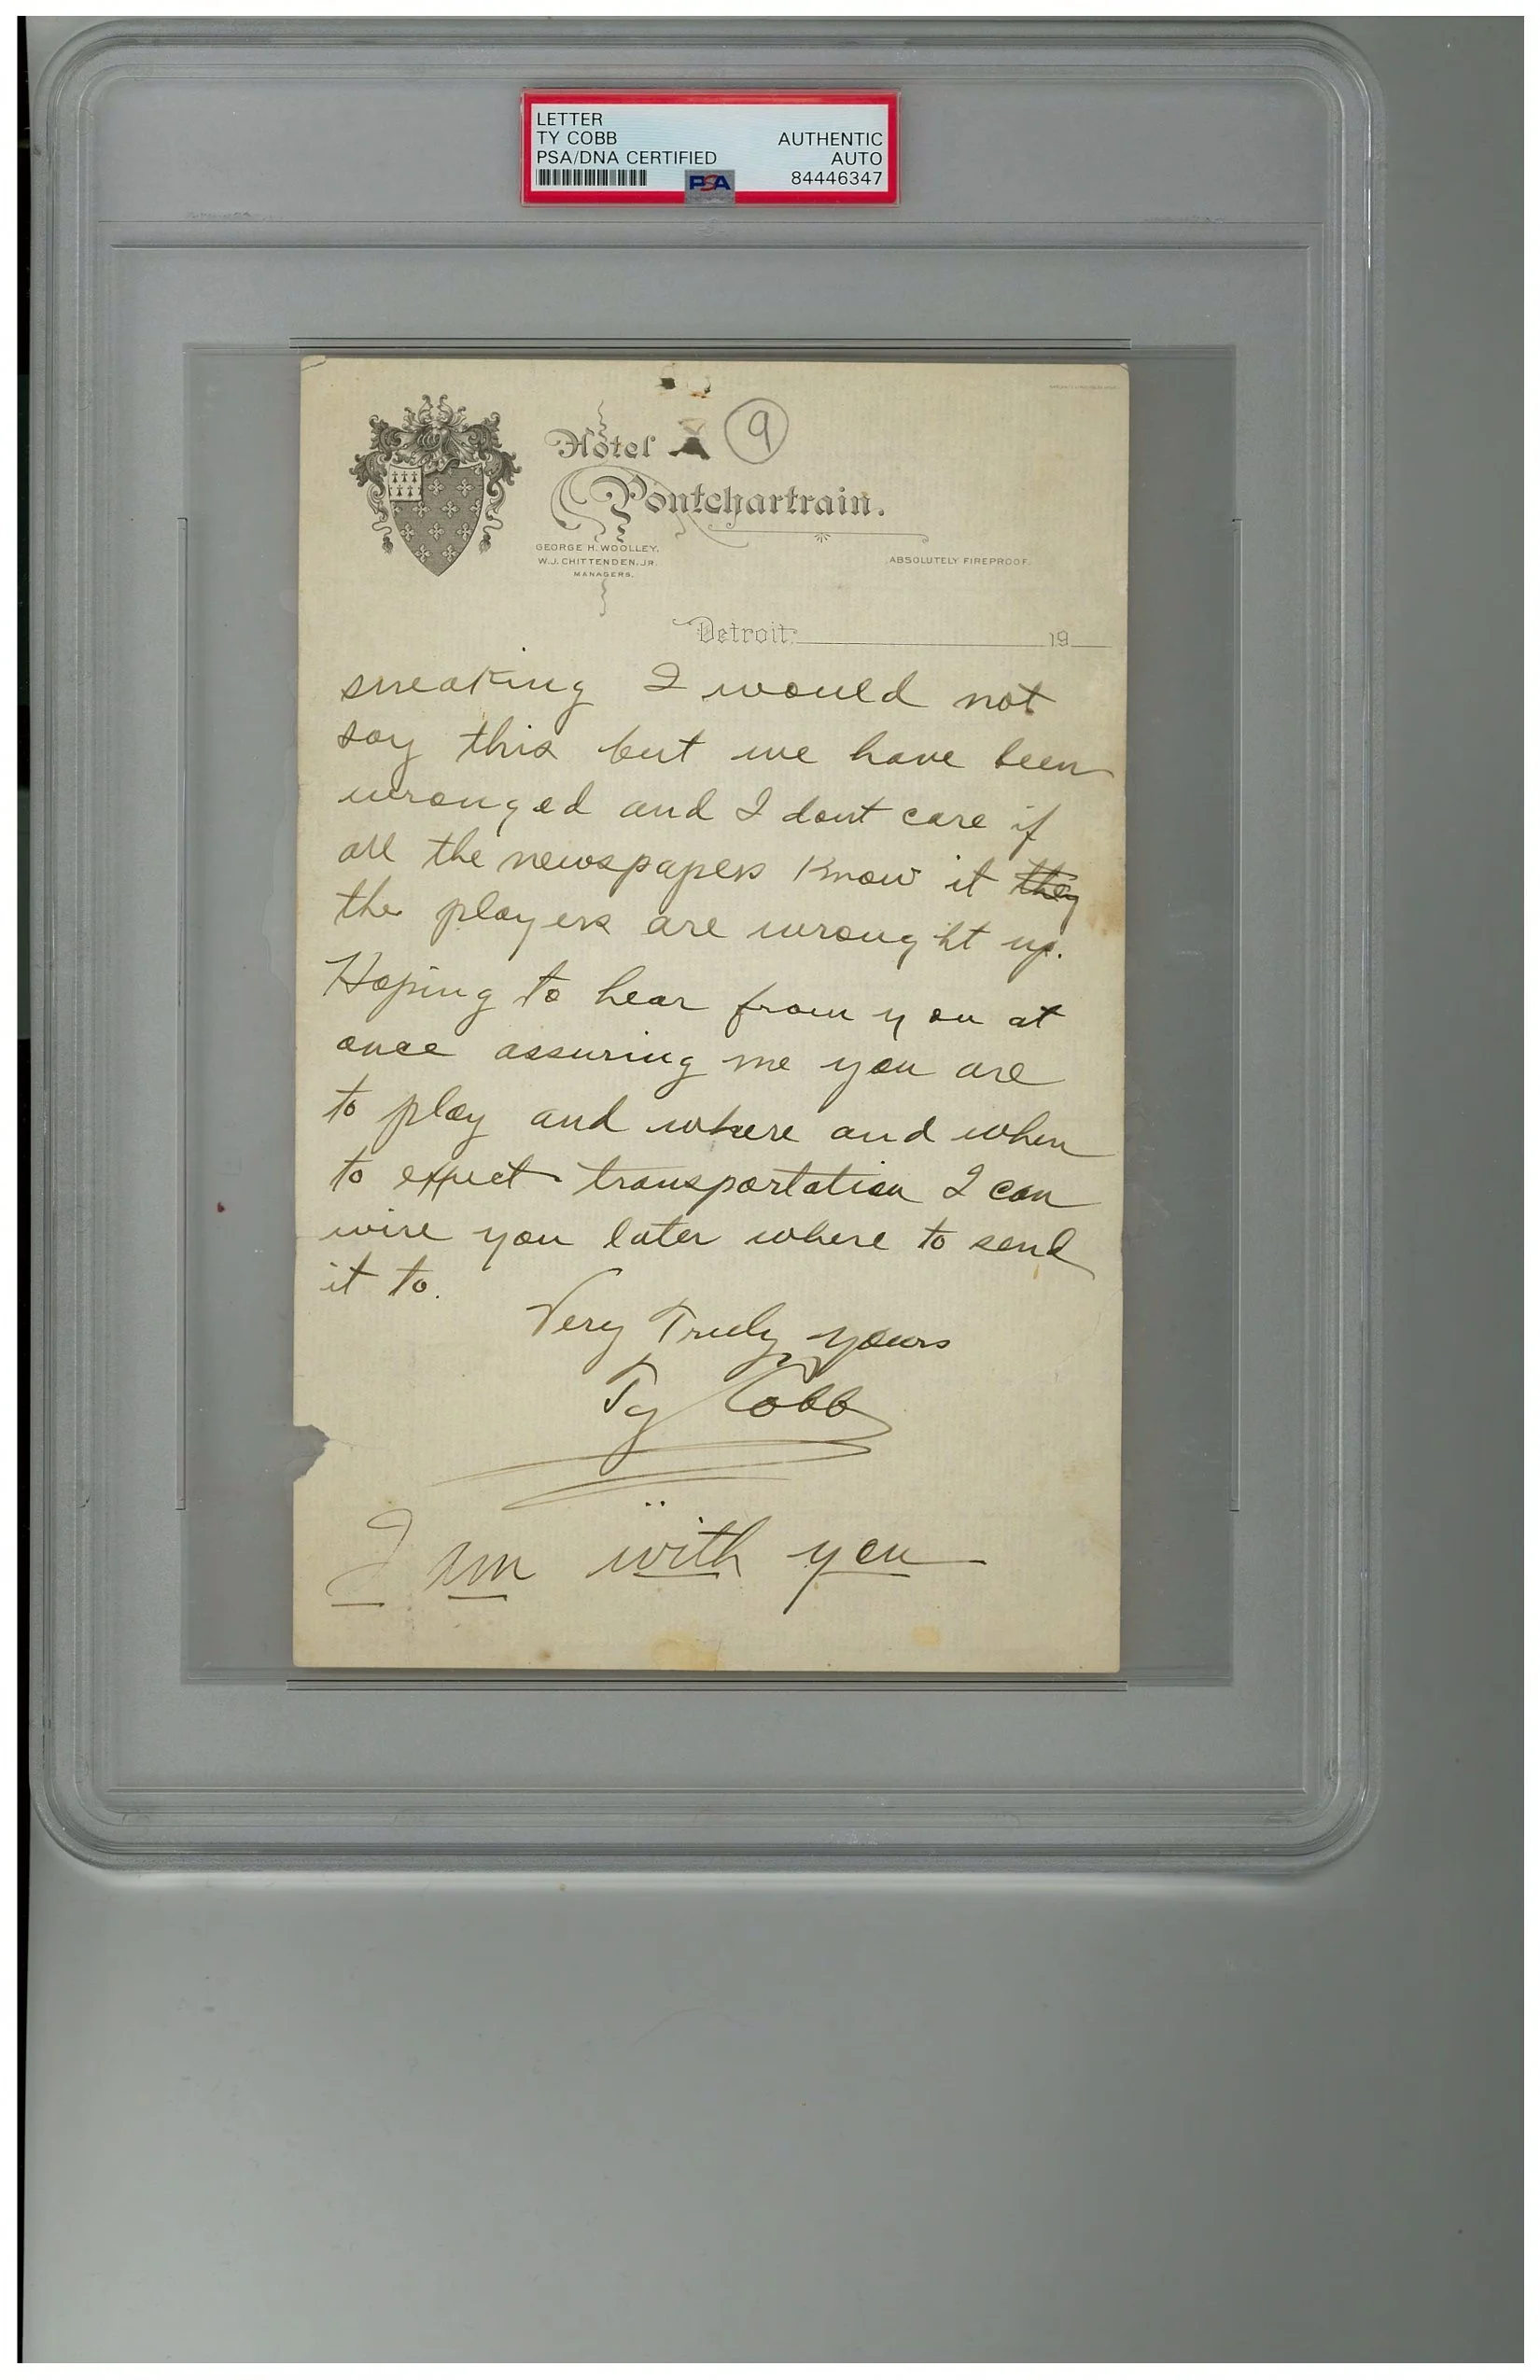 LETTER
TY COBB AUTHENTIC
PSA/DNA CERTIFIED AUTO
PSA 84446347
Hotel 9
Pontchartrain.
GEORGE H. WOOLLEY,
W.J. CHITTENDEN, JR. ABSOLUTELY FIREPROOF.
MANAGERS.
Detroit. 19
sneaking I would not
say this but we have been
wronged and I dont care if
all the newspapers know it they
the players are wrought up.
Hoping to hear from you at
once assuring me you are
to play and where and when
to expect transportation I can
wire you later where to send
it to.
Very Truly yours
Ty Cobb
I am with you